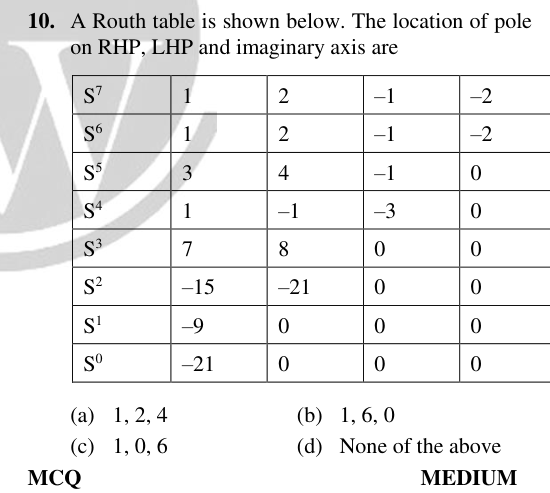 10. A Routh table is shown below. The location of pole
on RHP, LHP and imaginary axis are
S⁷ 1 2 –1 –2
S⁶ 1 2 –1 –2
S⁵ 3 4 –1 0
S⁴ 1 –1 –3 0
S³ 7 8 0 0
S² –15 –21 0 0
S¹ –9 0 0 0
S⁰ –21 0 0 0
(a) 1, 2, 4 (b) 1, 6, 0
(c) 1, 0, 6 (d) None of the above
MCQ MEDIUM